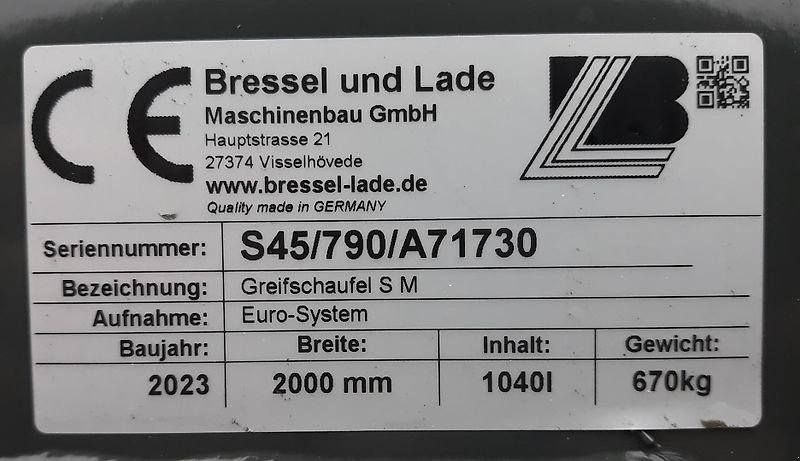 CE
Bressel und Lade
Maschinenbau GmbH
Hauptstrasse 21
27374 Visselhövede
www.bressel-lade.de
Quality made in GERMANY
LB
Seriennummer: S45/790/A71730
Bezeichnung: Greifschaufel S M
Aufnahme: Euro-System
Baujahr: Breite: Inhalt: Gewicht:
2023 2000 mm 1040l 670kg